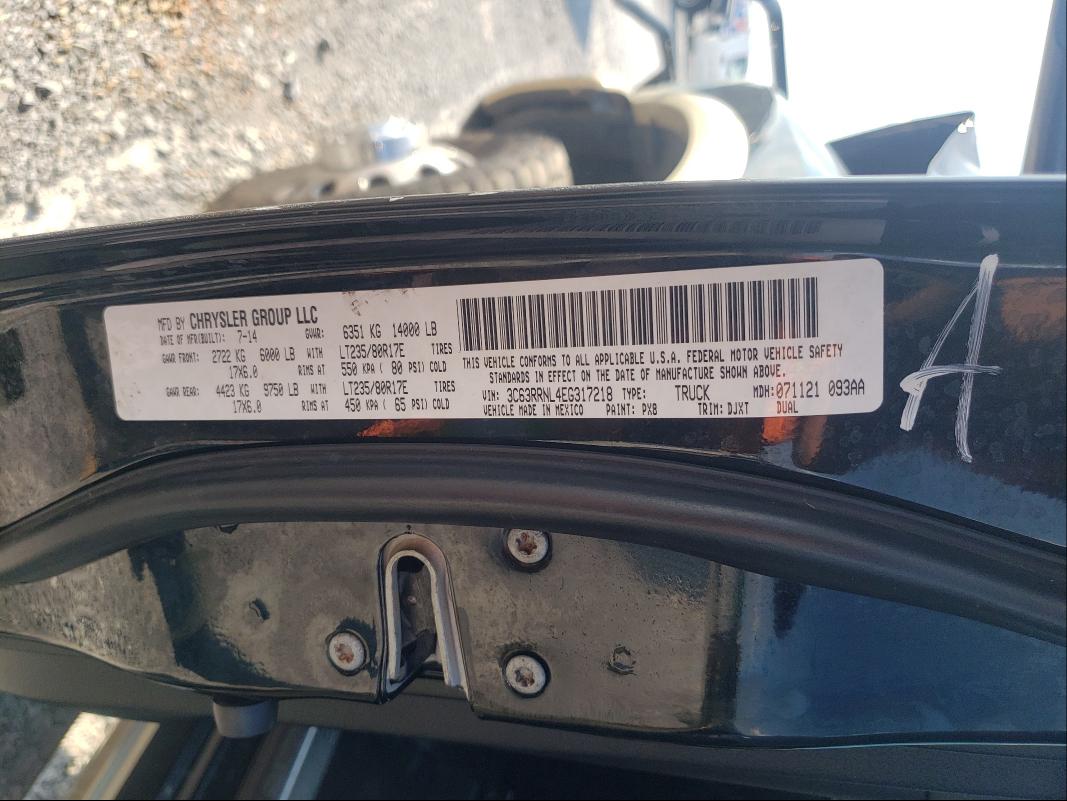 MFD BY CHRYSLER GROUP LLC
DATE OF MFR(BUILT): 7-14 GVWR: 6351 KG 14000 LB
GAWR FRONT: 2722 KG 6000 LB WITH LT235/80R17E TIRES
17X6.0 RIMS AT 550 KPA ( 80 PSI) COLD
GAWR REAR: 4423 KG 9750 LB WITH LT235/80R17E TIRES
17X6.0 RIMS AT 450 KPA ( 65 PSI) COLD
THIS VEHICLE CONFORMS TO ALL APPLICABLE U.S.A. FEDERAL MOTOR VEHICLE SAFETY
STANDARDS IN EFFECT ON THE DATE OF MANUFACTURE SHOWN ABOVE.
VIN: 3C63RRNL4EG317218 TYPE: TRUCK MDH:071121 093AA
VEHICLE MADE IN MEXICO PAINT: PX8 TRIM: DJXT DUAL
A